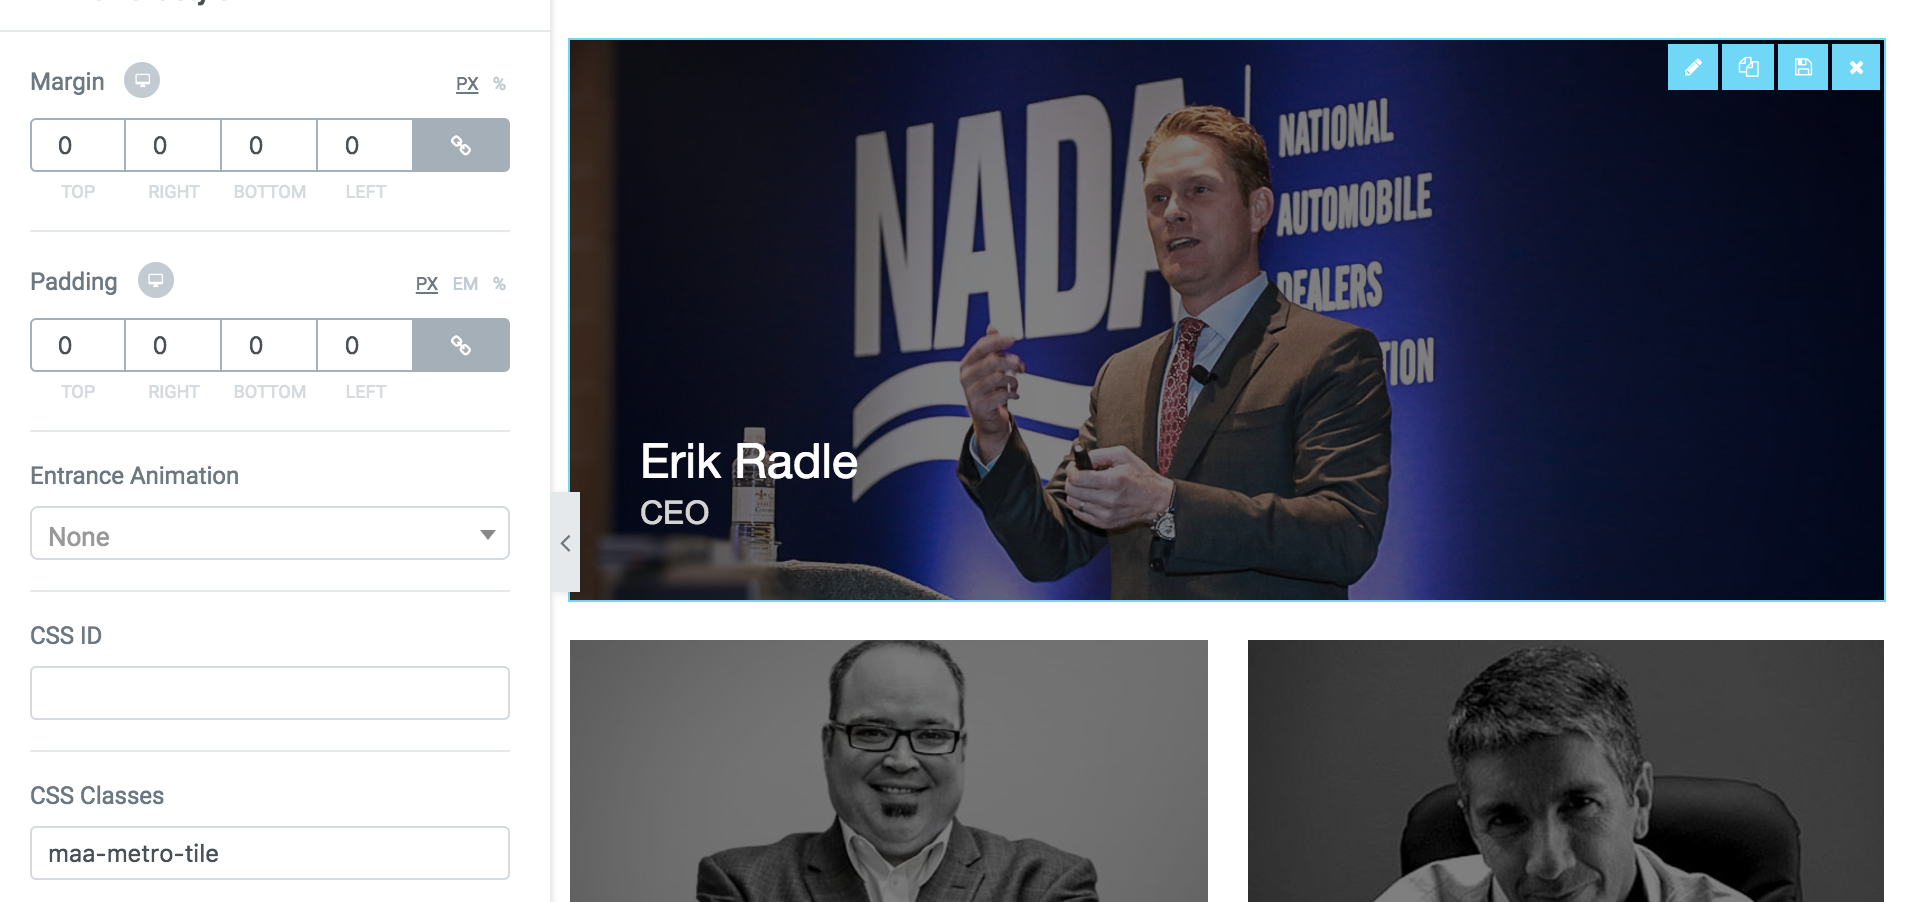 Margin
PX %
0 0 0 0
TOP RIGHT BOTTOM LEFT
Padding
PX EM %
0 0 0 0
TOP RIGHT BOTTOM LEFT
Entrance Animation
None
CSS ID
CSS Classes
maa-metro-tile
NADA
NATIONAL
AUTOMOBILE
DEALERS
TION
Erik Radle
CEO